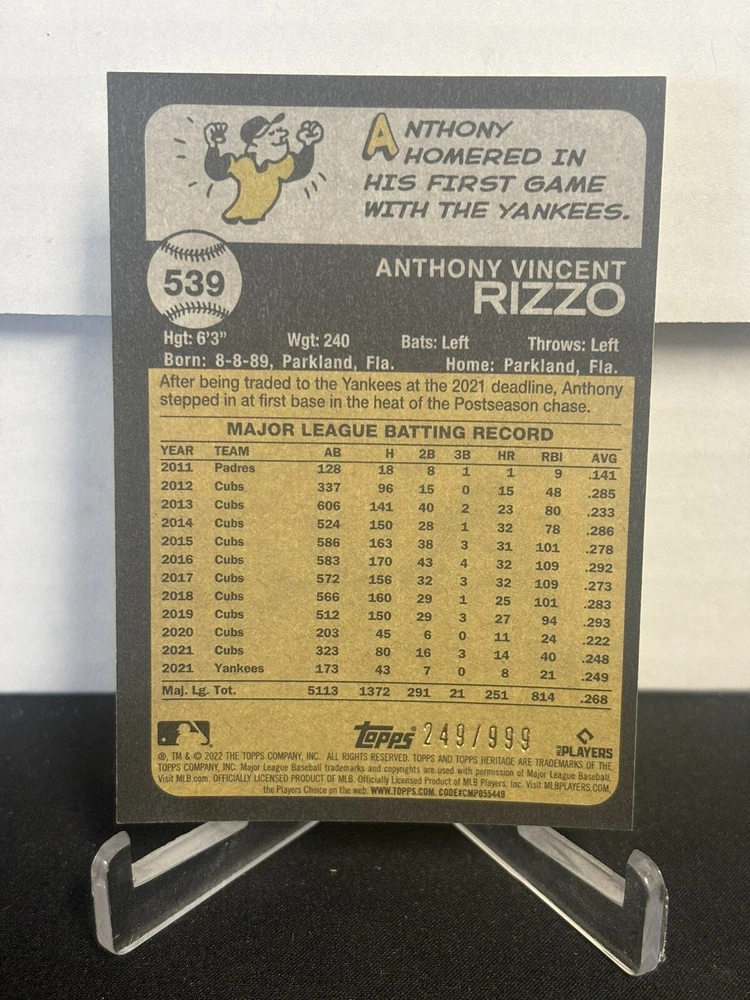 ANTHONY
HOMERED IN
HIS FIRST GAME
WITH THE YANKEES.
539
ANTHONY VINCENT
RIZZO
Hgt: 6'3" Wgt: 240 Bats: Left Throws: Left
Born: 8-8-89, Parkland, Fla. Home: Parkland, Fla.
After being traded to the Yankees at the 2021 deadline, Anthony
stepped in at first base in the heat of the Postseason chase.
MAJOR LEAGUE BATTING RECORD
YEAR TEAM AB H 2B 3B HR RBI AVG
2011 Padres 128 18 8 1 1 9 .141
2012 Cubs 337 96 15 0 15 48 .285
2013 Cubs 606 141 40 2 23 80 .233
2014 Cubs 524 150 28 1 32 78 .286
2015 Cubs 586 163 38 3 31 101 .278
2016 Cubs 583 170 43 4 32 109 .292
2017 Cubs 572 156 32 3 32 109 .273
2018 Cubs 566 160 29 1 25 101 .283
2019 Cubs 512 150 29 3 27 94 .293
2020 Cubs 203 45 6 0 11 24 .222
2021 Cubs 323 80 16 3 14 40 .248
2021 Yankees 173 43 7 0 8 21 .249
Maj. Lg. Tot. 5113 1372 291 21 251 814 .268
Topps 249/999 MLB PLAYERS
®, TM & © 2022 THE TOPPS COMPANY, INC. ALL RIGHTS RESERVED. TOPPS AND TOPPS HERITAGE ARE TRADEMARKS OF THE
TOPPS COMPANY, INC. Major League Baseball trademarks and copyrights are used with permission of Major League Baseball.
Visit MLB.com. OFFICIALLY LICENSED PRODUCT OF MLB. Officially Licensed Product of MLB Players, Inc. Visit MLBPLAYERS.COM,
the Players Choice on the web. WWW.TOPPS.COM. CODE#CMP055449